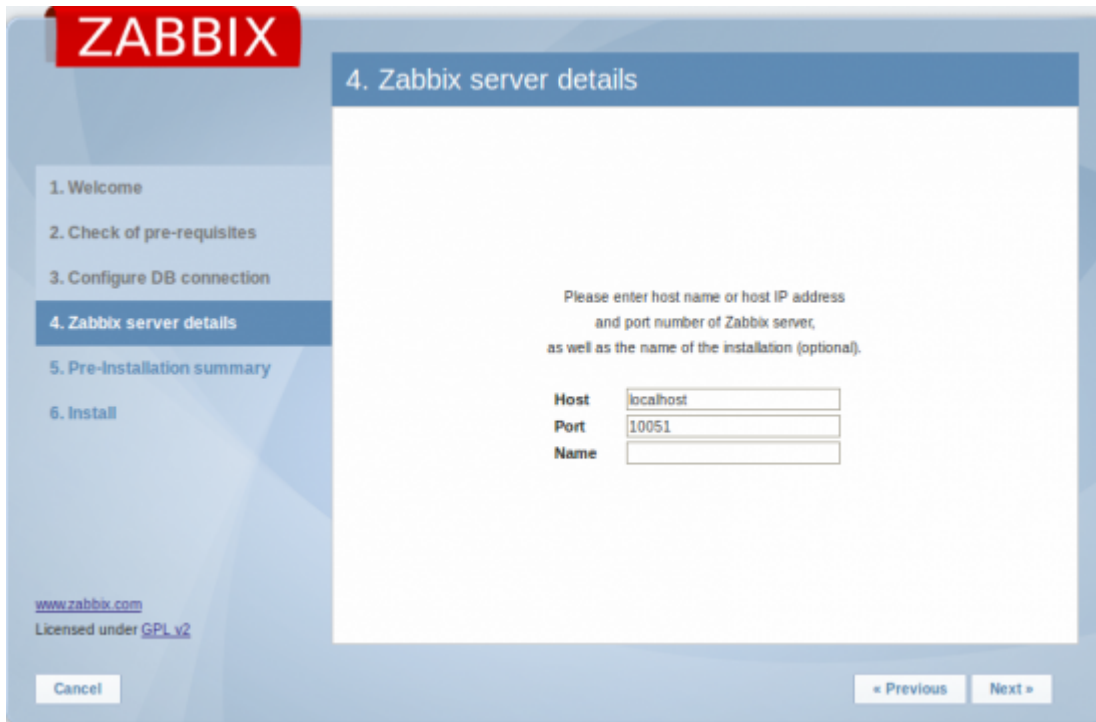 ZABBIX
4. Zabbix server details
1. Welcome
2. Check of pre-requisites
3. Configure DB connection
4. Zabbix server details
5. Pre-Installation summary
6. Install
Please enter host name or host IP address
and port number of Zabbix server,
as well as the name of the installation (optional).
Host localhost
Port 10051
Name
www.zabbix.com
Licensed under GPL v2
Cancel
« Previous
Next »